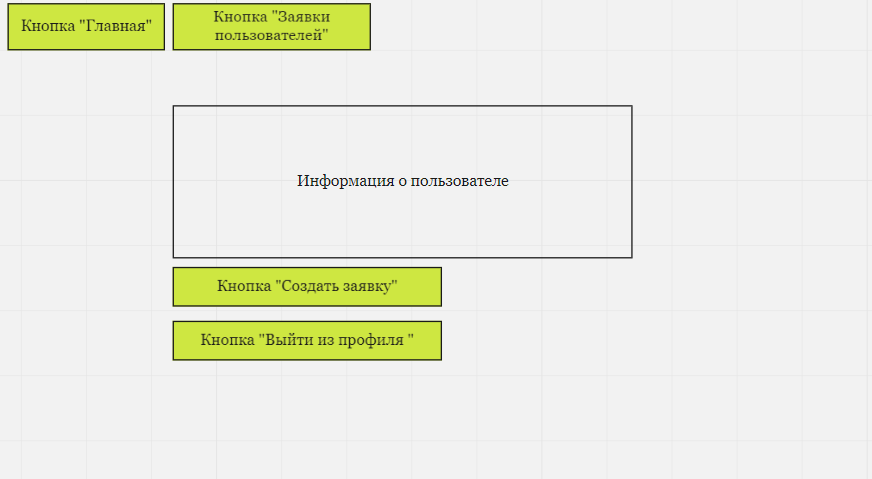 Кнопка "Главная"
Кнопка "Заявки
пользователей"
Информация о пользователе
Кнопка "Создать заявку"
Кнопка "Выйти из профиля "